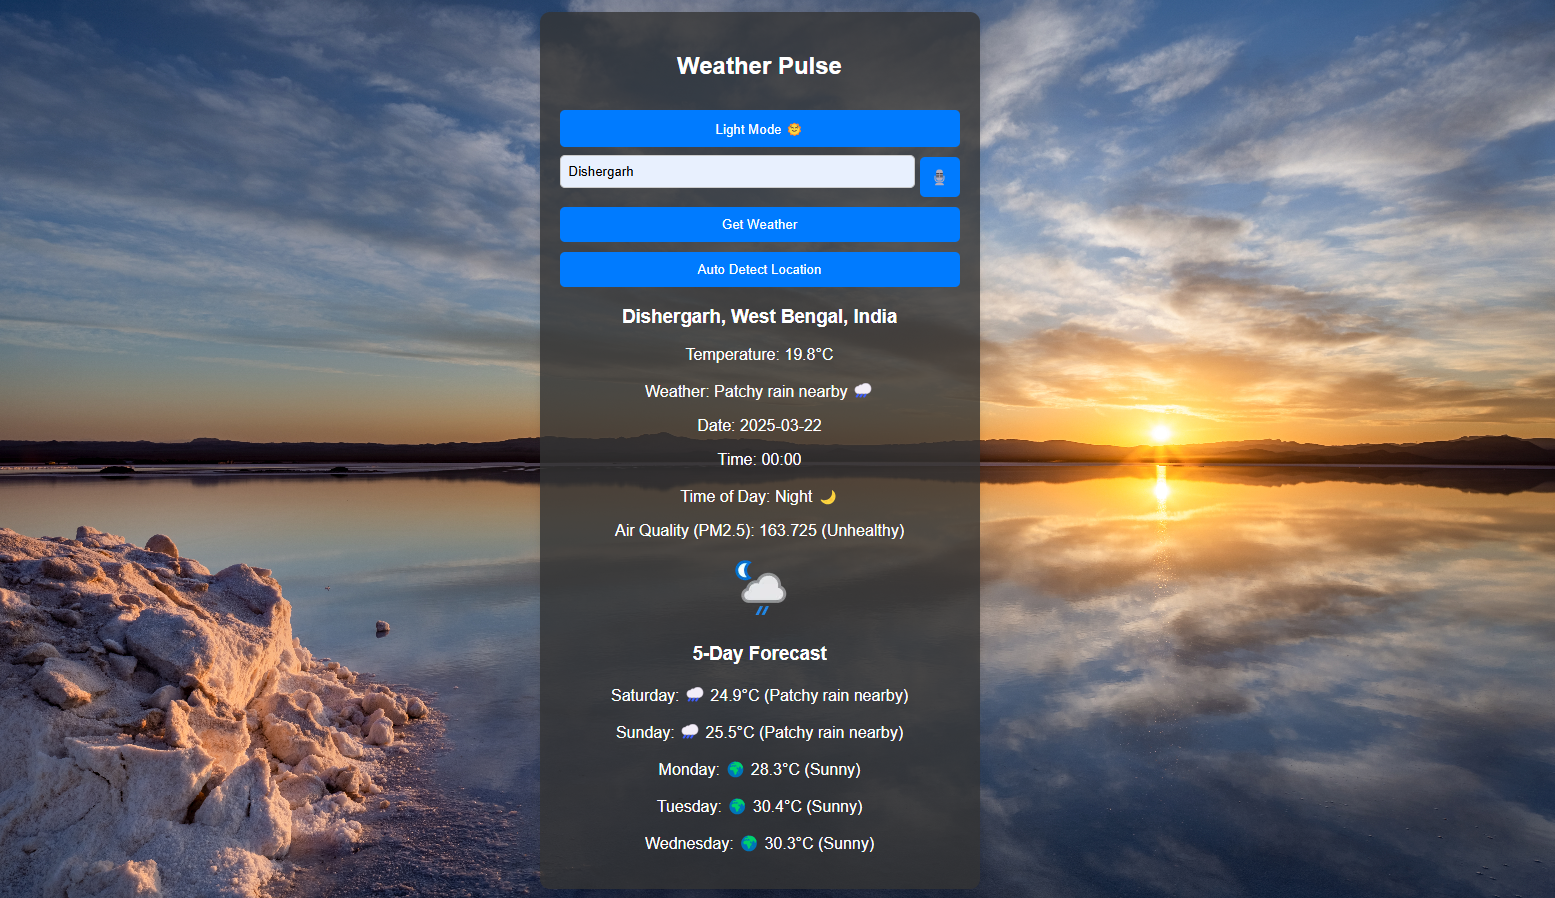 Weather Pulse
Light Mode 🌞
Dishergarh
Get Weather
Auto Detect Location
Dishergarh, West Bengal, India
Temperature: 19.8°C
Weather: Patchy rain nearby 🌧️
Date: 2025-03-22
Time: 00:00
Time of Day: Night 🌙
Air Quality (PM2.5): 163.725 (Unhealthy)
5-Day Forecast
Saturday: 🌧️ 24.9°C (Patchy rain nearby)
Sunday: 🌧️ 25.5°C (Patchy rain nearby)
Monday: 🌍 28.3°C (Sunny)
Tuesday: 🌍 30.4°C (Sunny)
Wednesday: 🌍 30.3°C (Sunny)